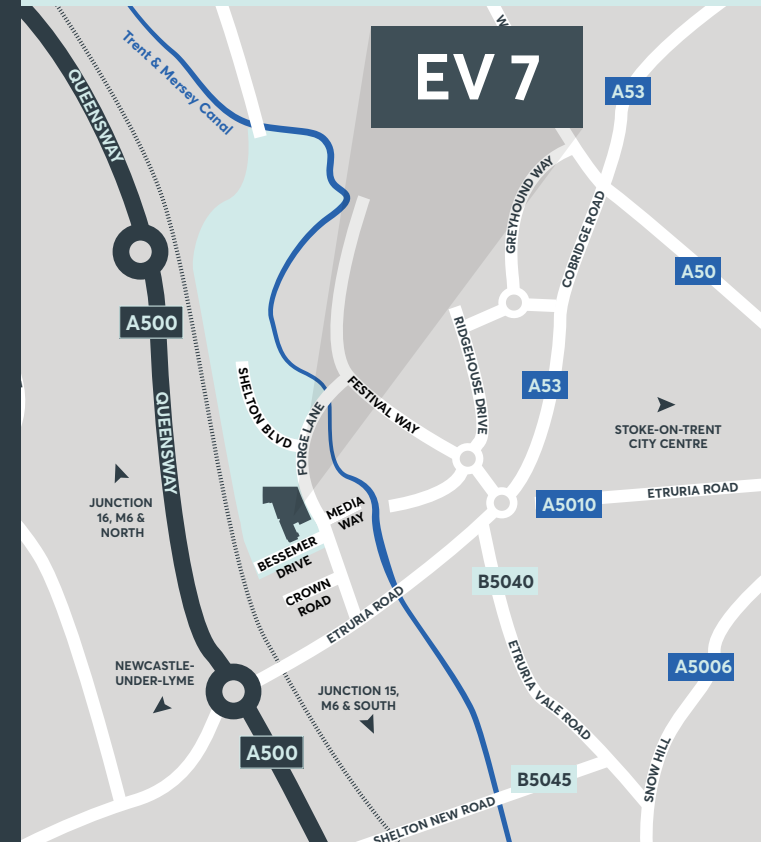 W
EV 7
A53
Trent & Mersey Canal
QUEENSWAY
GREYHOUND WAY
COBRIDGE ROAD
A50
A500
RIDGEHOUSE DRIVE
SHELTON BLVD
FESTIVAL WAY
A53
FORGE LANE
QUEENSWAY
STOKE-ON-TRENT
CITY CENTRE
JUNCTION
16, M6 &
NORTH
MEDIA
WAY
A5010
ETRURIA ROAD
BESSEMER
DRIVE
CROWN
ROAD
B5040
ETRURIA ROAD
NEWCASTLE-
UNDER-LYME
JUNCTION 15,
M6 & SOUTH
ETRURIA VALE ROAD
A5006
A500
B5045
SNOW HILL
SHELTON NEW ROAD